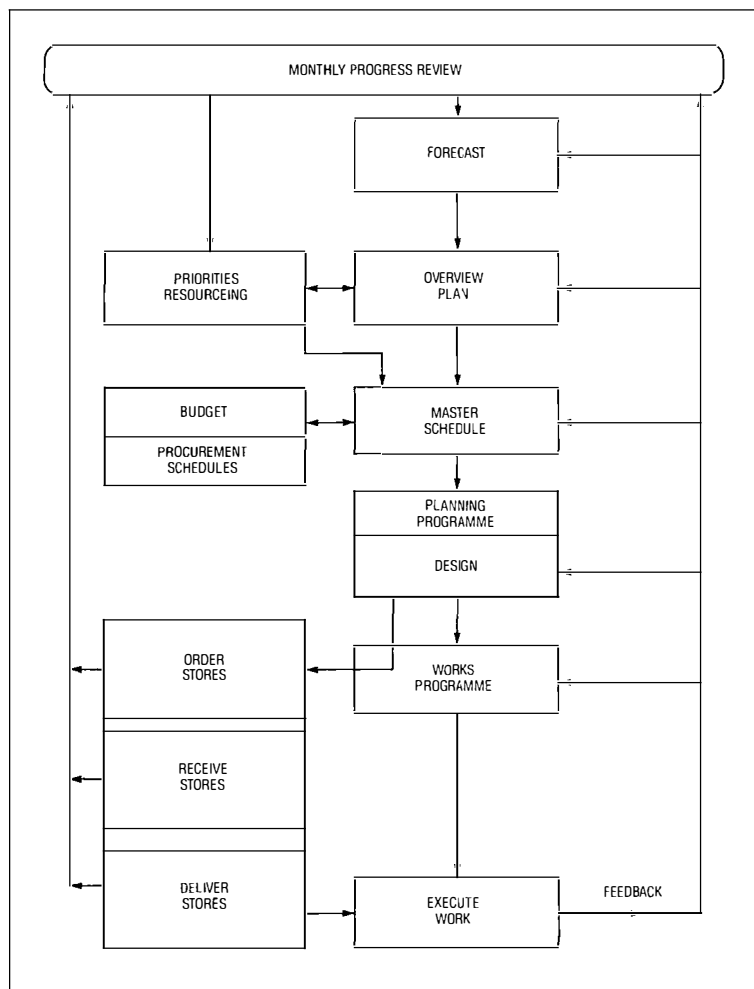 MONTHLY PROGRESS REVIEW
FORECAST
PRIORITIES
RESOURCEING
OVERVIEW
PLAN
BUDGET
PROCUREMENT
SCHEDULES
MASTER
SCHEDULE
PLANNING
PROGRAMME
DESIGN
ORDER
STORES
WORKS
PROGRAMME
RECEIVE
STORES
DELIVER
STORES
EXECUTE
WORK
FEEDBACK